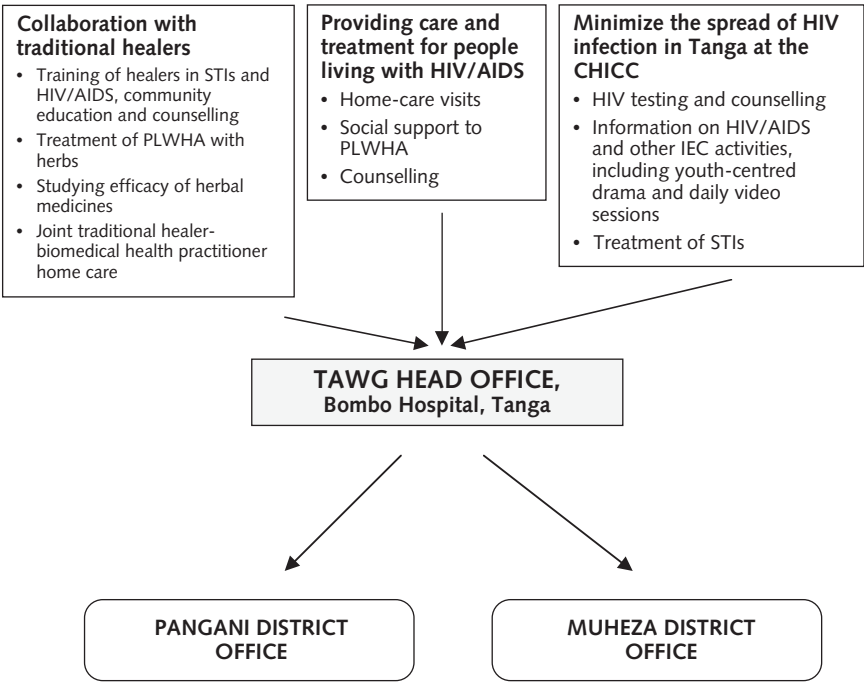 Collaboration with
traditional healers
• Training of healers in STIs and
HIV/AIDS, community
education and counselling
• Treatment of PLWHA with
herbs
• Studying efficacy of herbal
medicines
• Joint traditional healer-
biomedical health practitioner
home care
Providing care and
treatment for people
living with HIV/AIDS
• Home-care visits
• Social support to
PLWHA
• Counselling
Minimize the spread of HIV
infection in Tanga at the
CHICC
• HIV testing and counselling
• Information on HIV/AIDS
and other IEC activities,
including youth-centred
drama and daily video
sessions
• Treatment of STIs
TAWG HEAD OFFICE,
Bombo Hospital, Tanga
PANGANI DISTRICT
OFFICE
MUHEZA DISTRICT
OFFICE